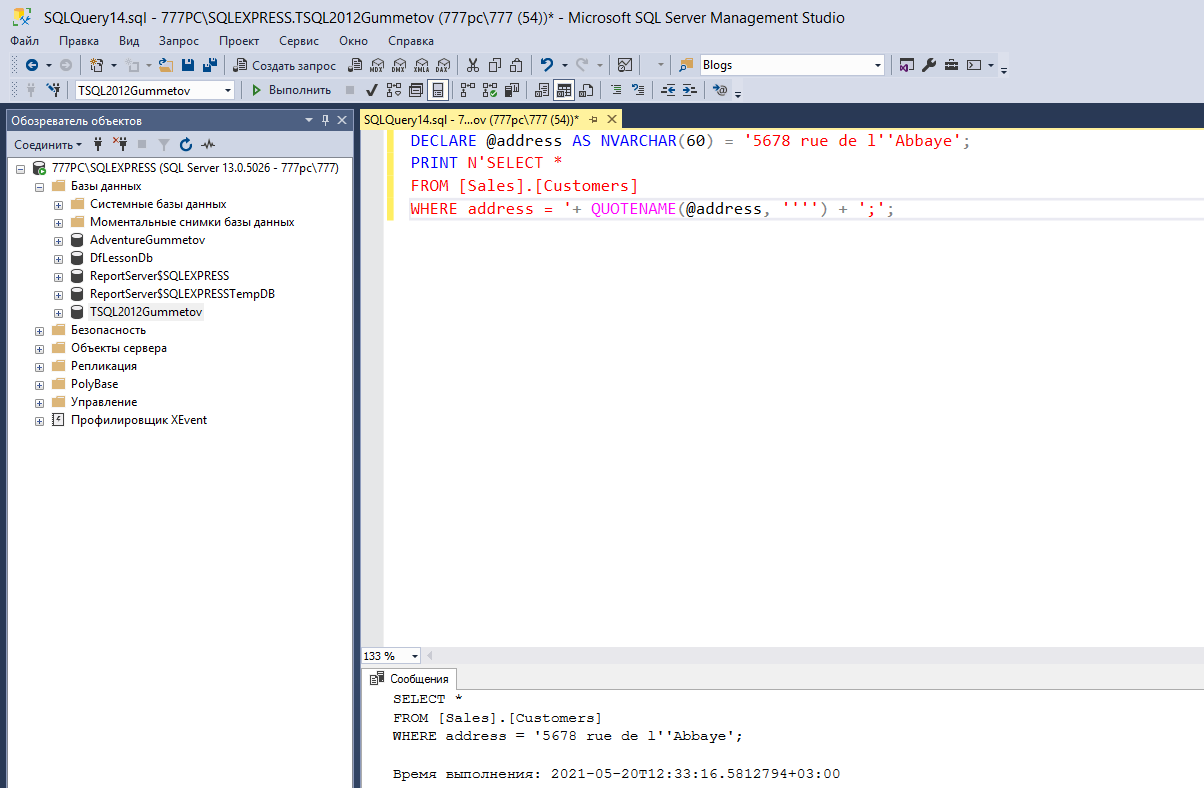 SQLQuery14.sql - 777PC\SQLEXPRESS.TSQL2012Gummetov (777pc\777 (54))* - Microsoft SQL Server Management Studio
Файл Правка Вид Запрос Проект Сервис Окно Справка
Создать запрос MDX DMX XMLA DAX Blogs
TSQL2012Gummetov Выполнить
Обозреватель объектов
SQLQuery14.sql - 7...ov (777pc\777 (54))*
Соединить
777PC\SQLEXPRESS (SQL Server 13.0.5026 - 777pc\777)
Базы данных
Системные базы данных
Моментальные снимки базы данных
AdventureGummetov
DfLessonDb
ReportServer$SQLEXPRESS
ReportServer$SQLEXPRESSTempDB
TSQL2012Gummetov
Безопасность
Объекты сервера
Репликация
PolyBase
Управление
Профилировщик XEvent
DECLARE @address AS NVARCHAR(60) = '5678 rue de l''Abbaye';
PRINT N'SELECT *
FROM [Sales].[Customers]
WHERE address = '+ QUOTENAME(@address, '''') + ';';
133 %
Сообщения
SELECT *
FROM [Sales].[Customers]
WHERE address = '5678 rue de l''Abbaye';
Время выполнения: 2021-05-20T12:33:16.5812794+03:00